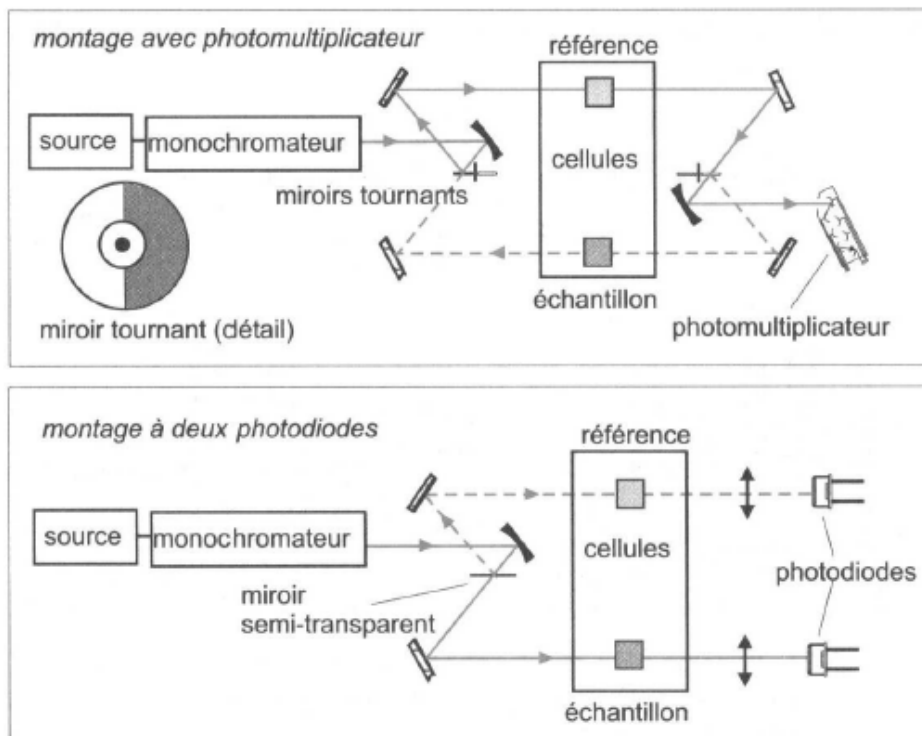 montage avec photomultiplicateur
référence
source
monochromateur
cellules
miroirs tournants
échantillon
miroir tournant (détail)
photomultiplicateur
montage à deux photodiodes
référence
source
monochromateur
cellules
photodiodes
miroir
semi-transparent
échantillon